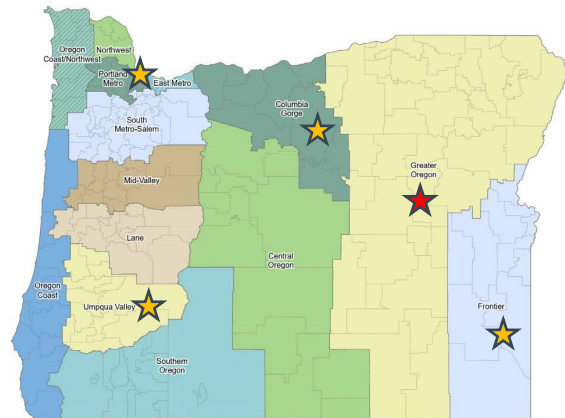 Northwest
Oregon
Coast/Northwest
Portland
Metro
East Metro
Columbia
Gorge
South
Metro-Salem
Greater
Oregon
Mid-Valley
Lane
Central
Oregon
Oregon
Coast
Umpqua Valley
Frontier
Southern
Oregon